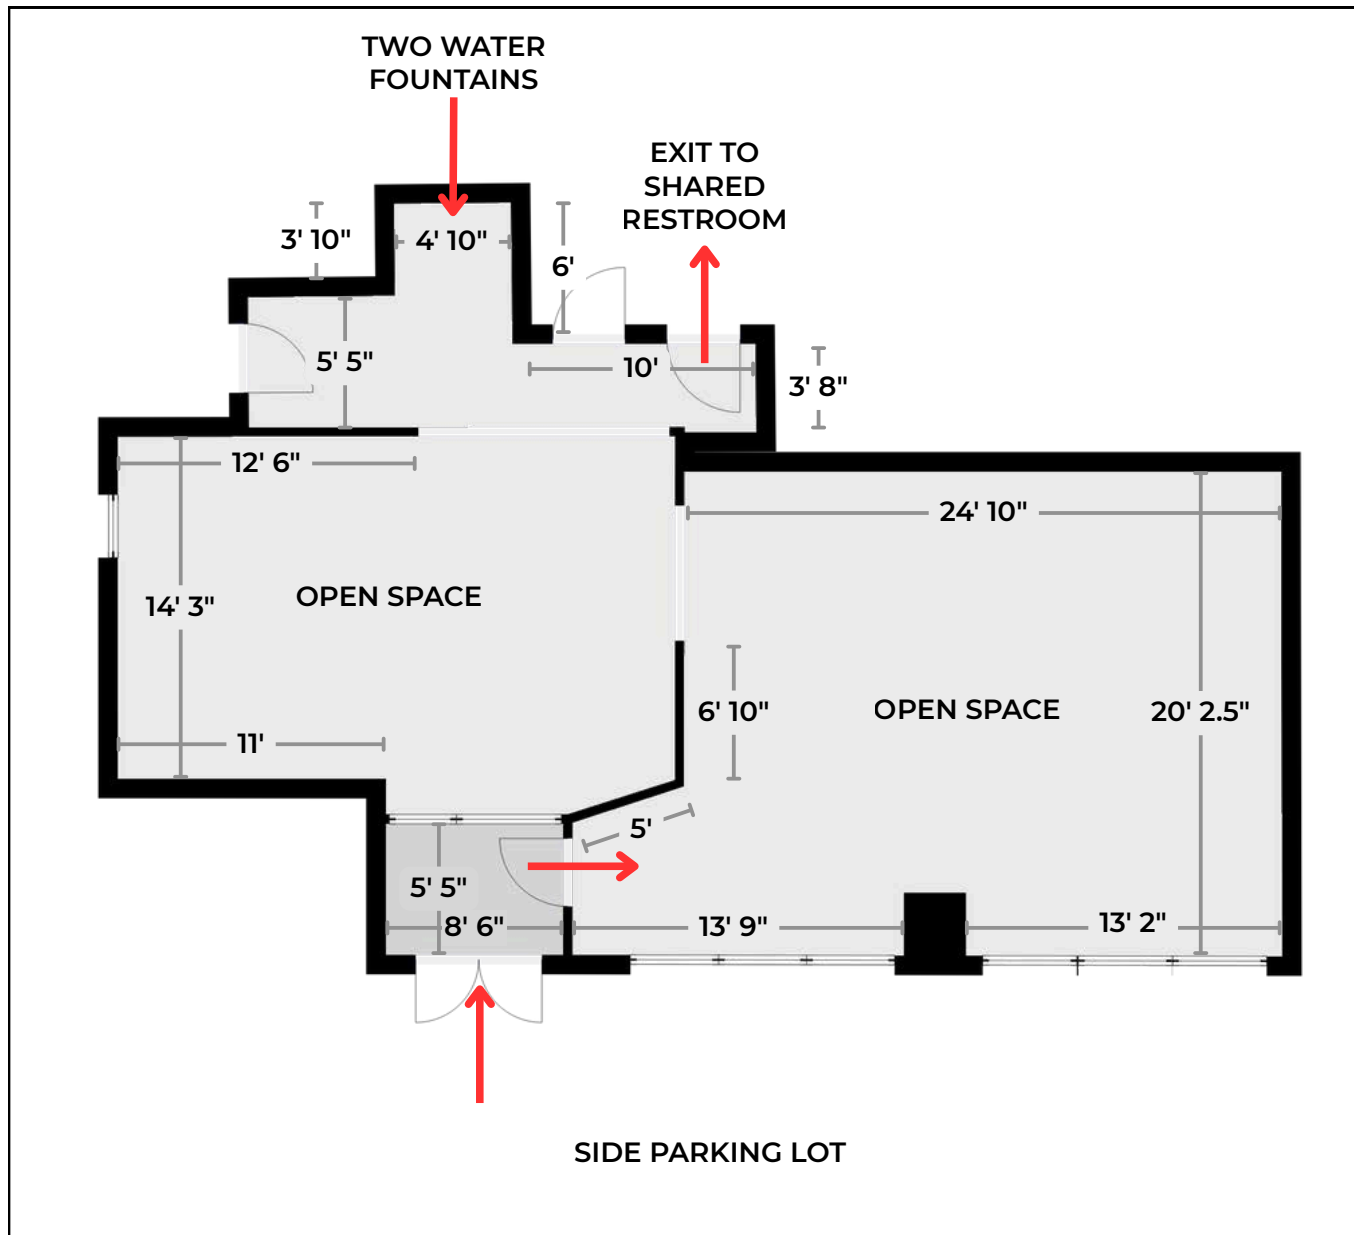 TWO WATER
FOUNTAINS
EXIT TO
SHARED
RESTROOM
3' 10"
4' 10"
6'
5' 5"
10'
3' 8"
12' 6"
24' 10"
OPEN SPACE
14' 3"
6' 10"
OPEN SPACE
20' 2.5"
11'
5'
5' 5"
8' 6"
13' 9"
13' 2"
SIDE PARKING LOT